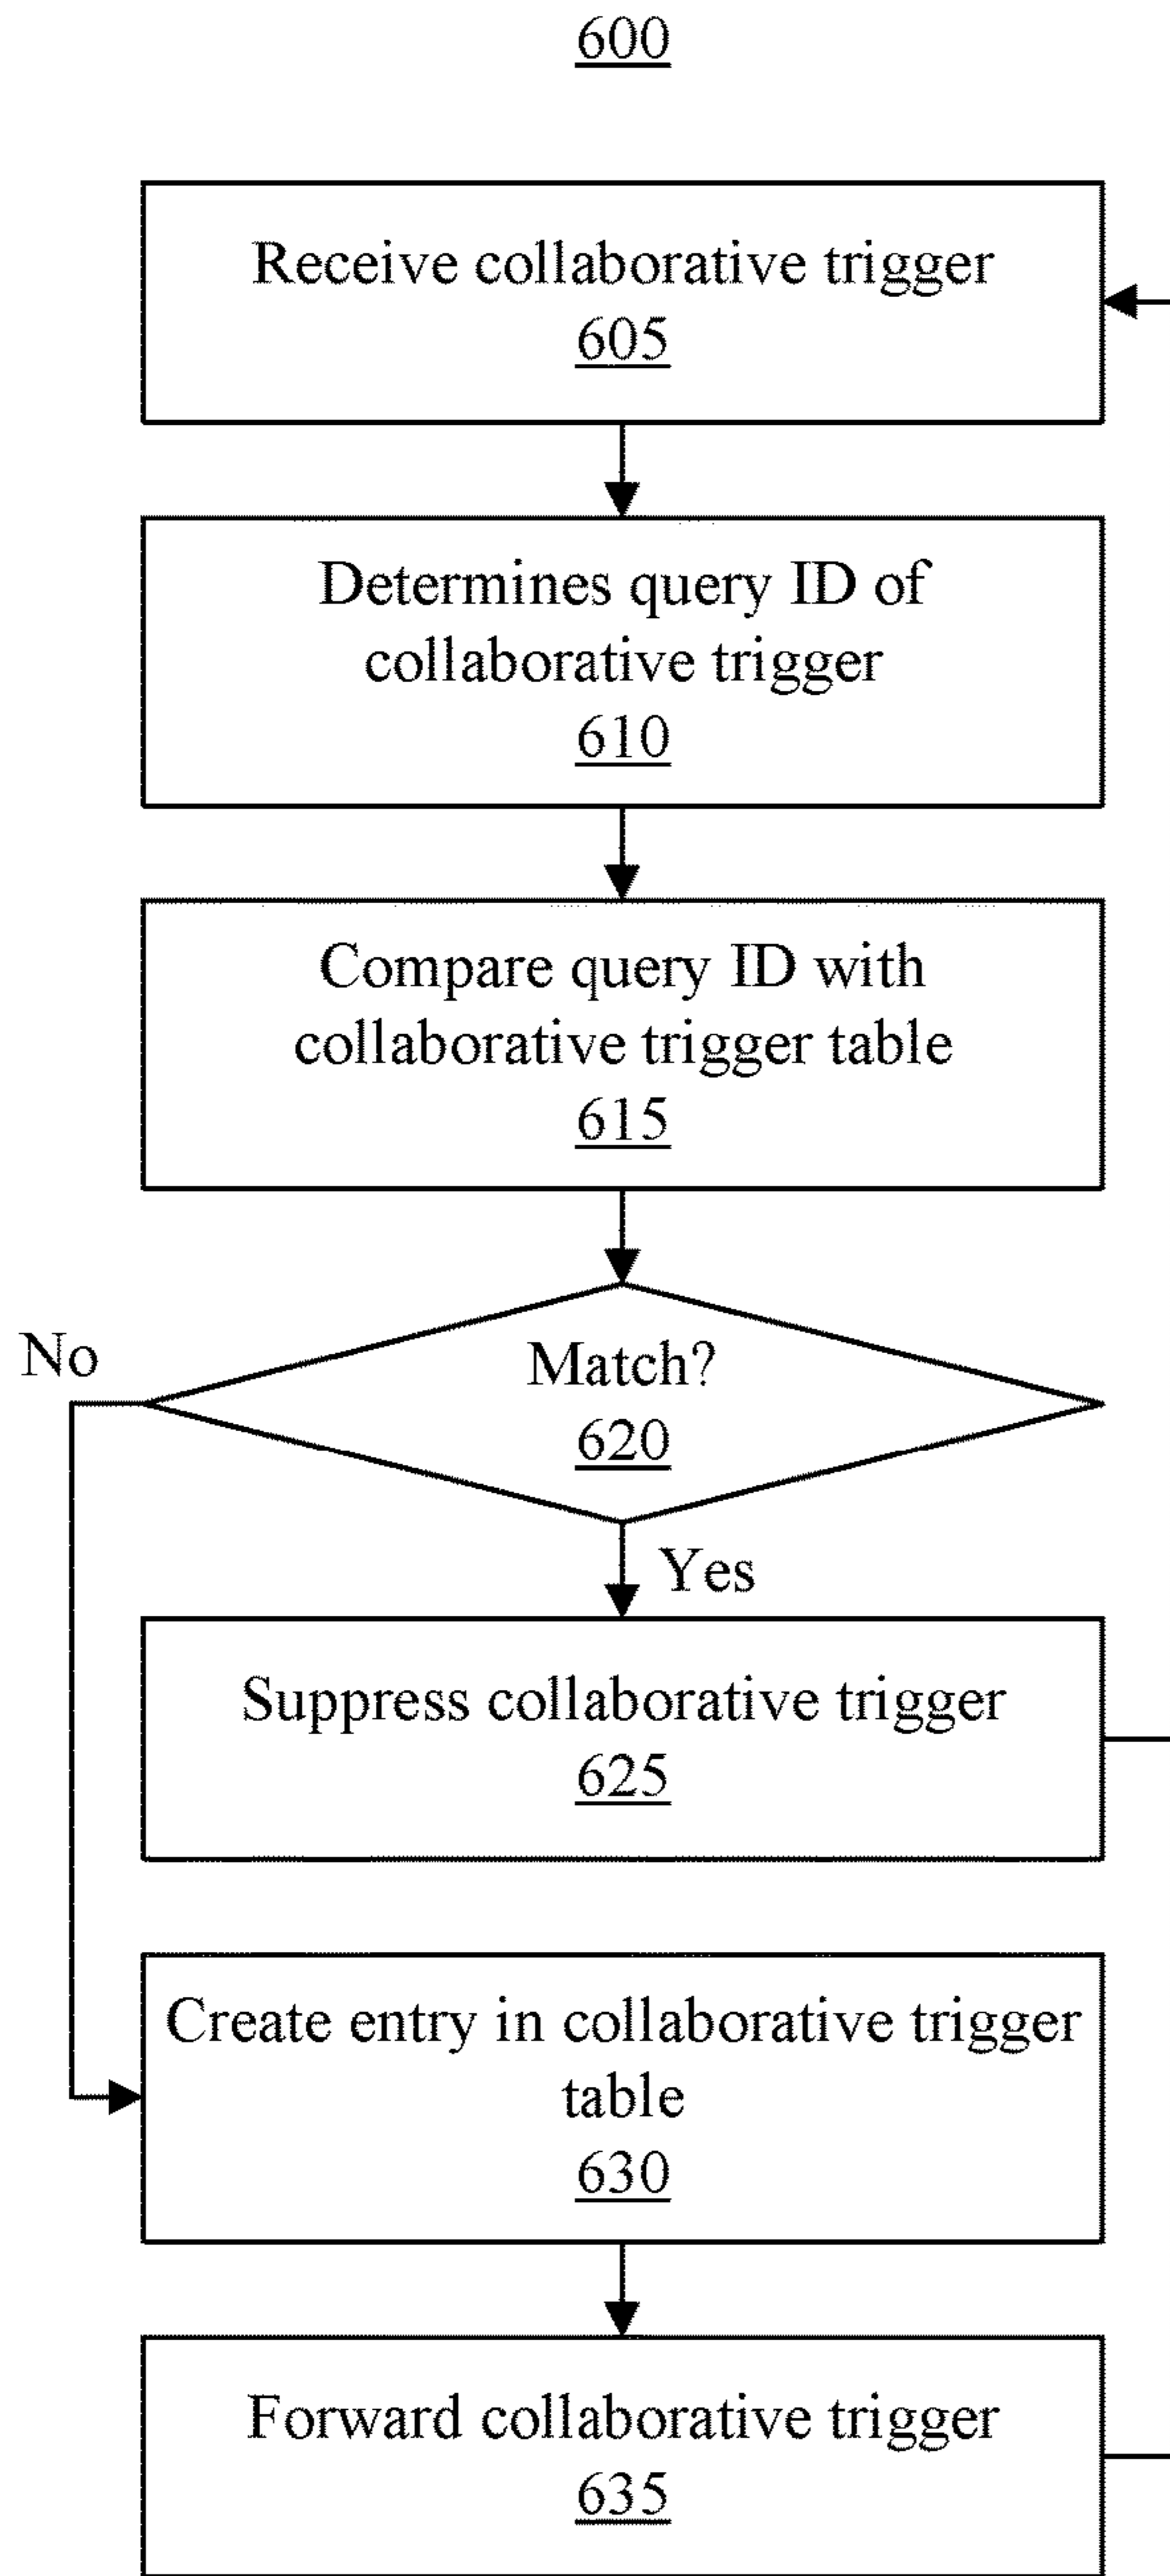 600
Receive collaborative trigger
605
Determines query ID of
collaborative trigger
610
Compare query ID with
collaborative trigger table
615
No
Match?
620
Yes
Suppress collaborative trigger
625
Create entry in collaborative trigger
table
630
Forward collaborative trigger
635